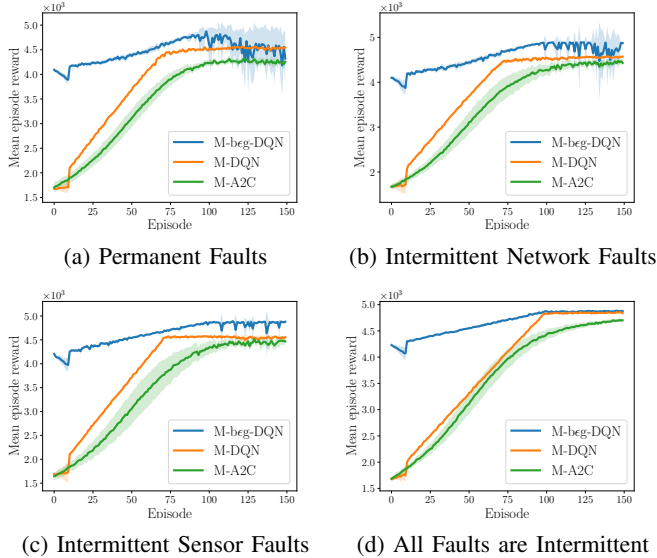 ×10³
5.0
4.5
4.0
3.5
3.0
2.5
2.0
1.5
Mean episode reward
M-bϵg-DQN
M-DQN
M-A2C
0 25 50 75 100 125 150
Episode
(a) Permanent Faults
×10³
5
4
3
2
Mean episode reward
M-bϵg-DQN
M-DQN
M-A2C
0 25 50 75 100 125 150
Episode
(b) Intermittent Network Faults
×10³
5.0
4.5
4.0
3.5
3.0
2.5
2.0
1.5
Mean episode reward
M-bϵg-DQN
M-DQN
M-A2C
0 25 50 75 100 125 150
Episode
(c) Intermittent Sensor Faults
×10³
5.0
4.5
4.0
3.5
3.0
2.5
2.0
1.5
Mean episode reward
M-bϵg-DQN
M-DQN
M-A2C
0 25 50 75 100 125 150
Episode
(d) All Faults are Intermittent